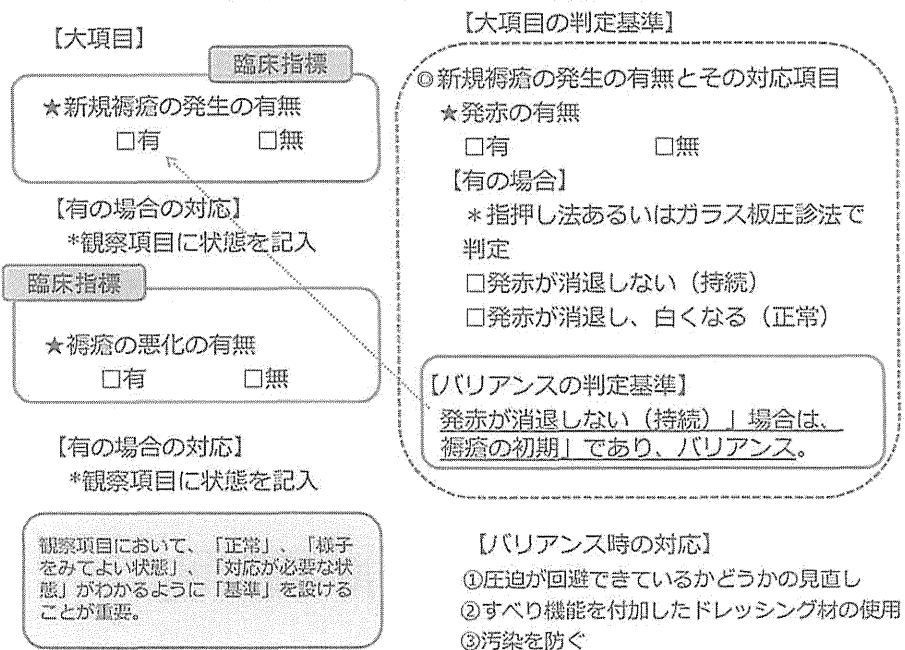 【大項目】
臨床指標
★新規褥瘡の発生の有無
□有 □無
【有の場合の対応】
*観察項目に状態を記入
臨床指標
★褥瘡の悪化の有無
□有 □無
【有の場合の対応】
*観察項目に状態を記入
観察項目において、「正常」、「様子
をみてよい状態」、「対応が必要な状
態」がわかるように「基準」を設ける
ことが重要。
【大項目の判定基準】
◎新規褥瘡の発生の有無とその対応項目
★発赤の有無
□有 □無
【有の場合】
＊指押し法あるいはガラス板圧診法で
判定
□発赤が消退しない（持続）
□発赤が消退し、白くなる（正常）
【バリアンスの判定基準】
発赤が消退しない（持続）」場合は、
褥瘡の初期」であり、バリアンス。
【バリアンス時の対応】
①圧迫が回避できているかどうかの見直し
②すべり機能を付加したドレッシング材の使用
③汚染を防ぐ